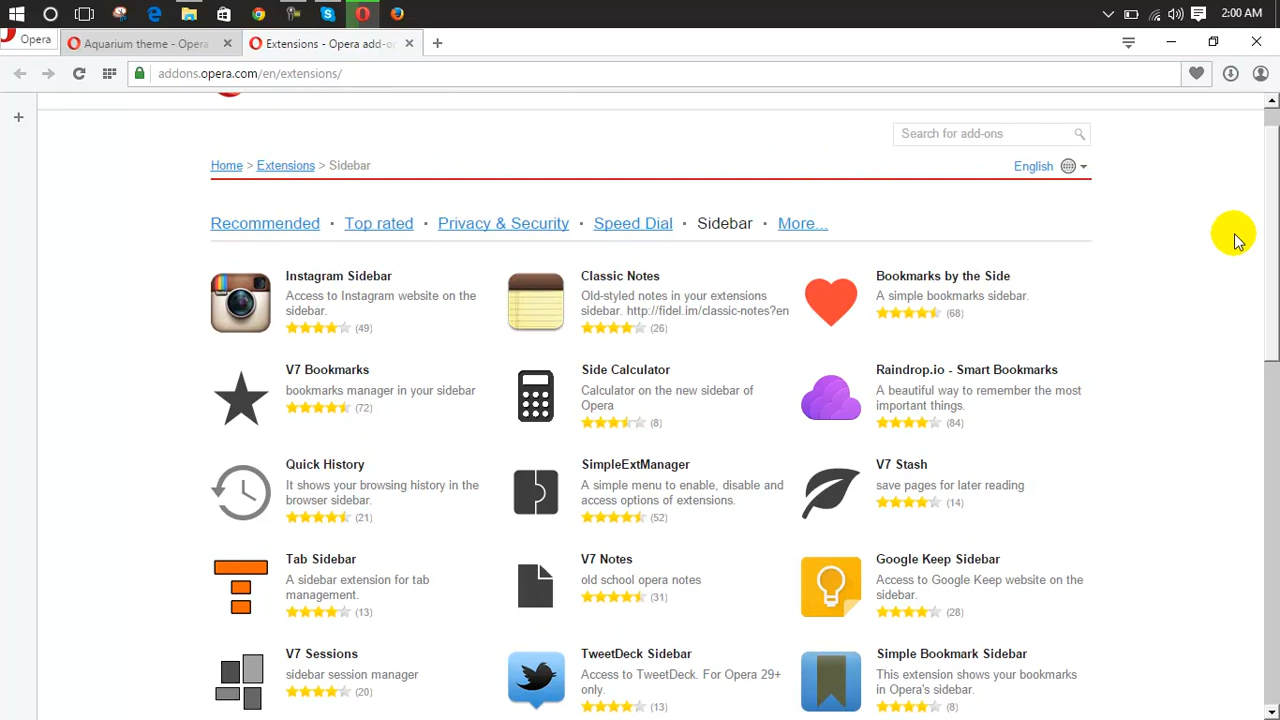 2:00 AM
Opera
Aquarium theme - Opera
Extensions - Opera add-or
addons.opera.com/en/extensions/
Search for add-ons
Home > Extensions > Sidebar
English
Recommended · Top rated · Privacy & Security · Speed Dial · Sidebar · More...
Instagram Sidebar
Access to Instagram website on the
sidebar.
(49)
Classic Notes
Old-styled notes in your extensions
sidebar. http://fidel.im/classic-notes?en
(26)
Bookmarks by the Side
A simple bookmarks sidebar.
(68)
V7 Bookmarks
bookmarks manager in your sidebar
(72)
Side Calculator
Calculator on the new sidebar of
Opera
(8)
Raindrop.io - Smart Bookmarks
A beautiful way to remember the most
important things.
(84)
Quick History
It shows your browsing history in the
browser sidebar.
(21)
SimpleExtManager
A simple menu to enable, disable and
access options of extensions.
(52)
V7 Stash
save pages for later reading
(14)
Tab Sidebar
A sidebar extension for tab
management.
(13)
V7 Notes
old school opera notes
(31)
Google Keep Sidebar
Access to Google Keep website on the
sidebar.
(28)
V7 Sessions
sidebar session manager
(20)
TweetDeck Sidebar
Access to TweetDeck. For Opera 29+
only.
(13)
Simple Bookmark Sidebar
This extension shows your bookmarks
in Opera's sidebar.
(8)